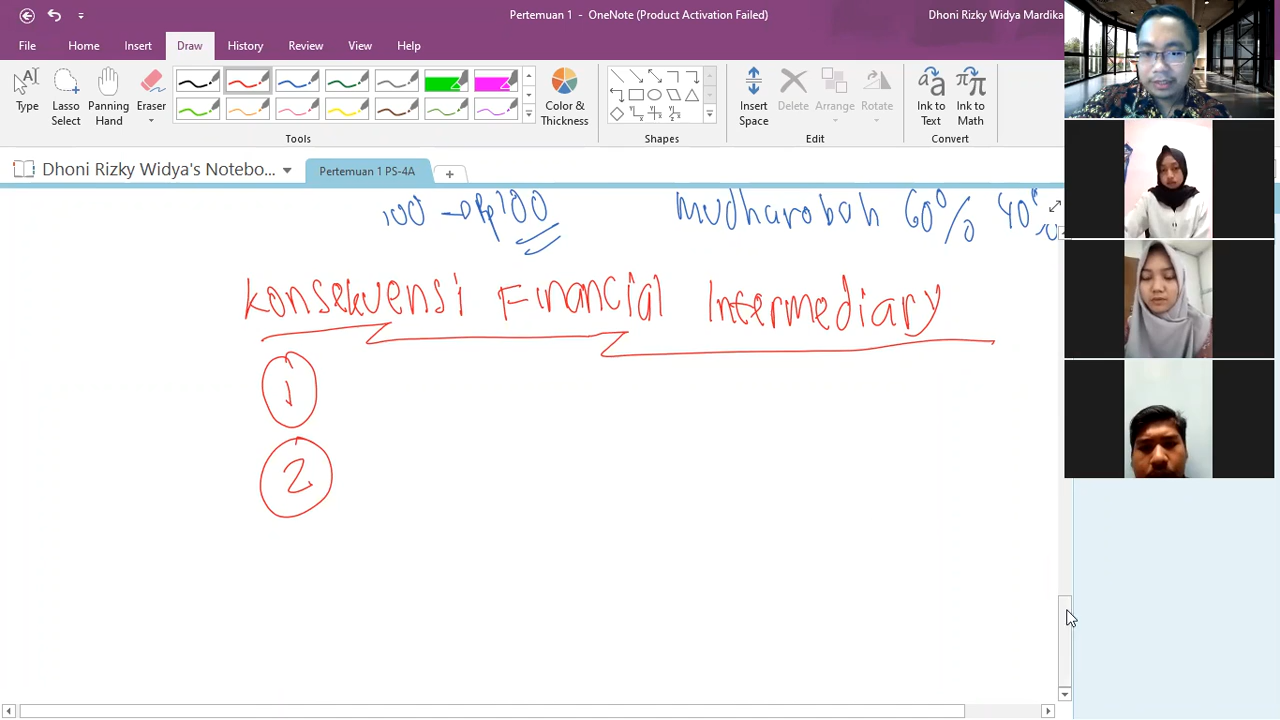 Pertemuan 1 - OneNote (Product Activation Failed)
Dhoni Rizky Widya Mardika
File Home Insert Draw History Review View Help
Type
Lasso Select
Panning Hand
Eraser
Color & Thickness
Insert Space
Delete
Arrange
Rotate
Ink to Text
Ink to Math
Tools
Shapes
Edit
Convert
Dhoni Rizky Widya's Notebo...
Pertemuan 1 PS-4A
100 → Rp 100
mudharobah 60% 40%
Konsekuensi Financial Intermediary
1
2